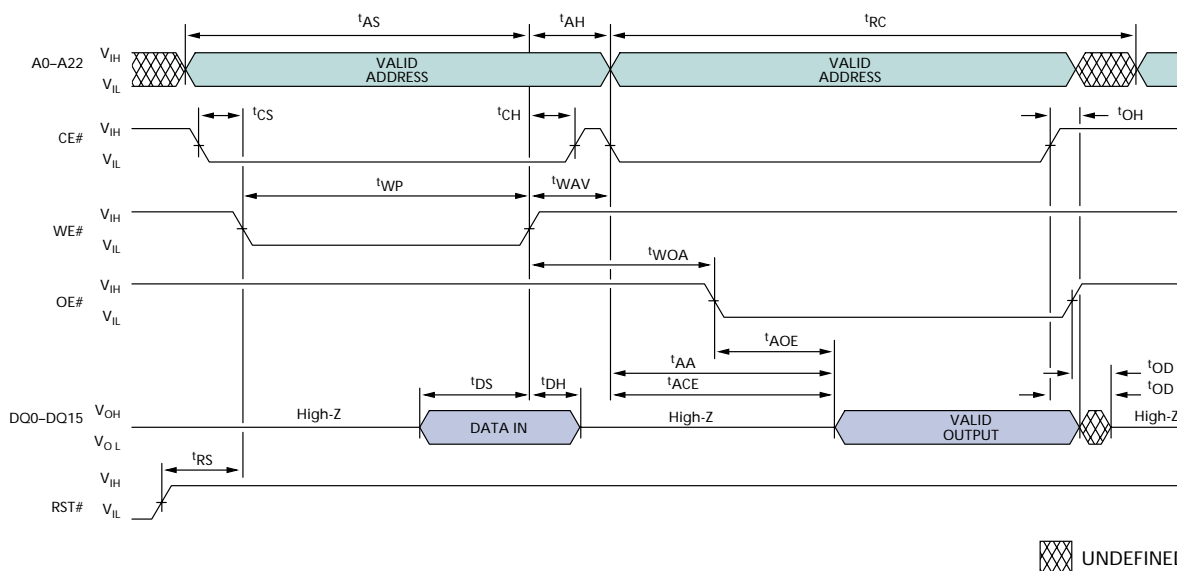 tAS
tAH
tRC
A0–A22
VIH
VIL
VALID
ADDRESS
VALID
ADDRESS
CE#
VIH
VIL
tCS
tCH
tOH
WE#
VIH
VIL
tWP
tWAV
OE#
VIH
VIL
tWOA
tAOE
tAA
tACE
tOD
tOD
DQ0–DQ15
VOH
VO L
High-Z
tDS
tDH
DATA IN
High-Z
VALID
OUTPUT
High-Z
RST#
VIH
VIL
tRS
UNDEFINED